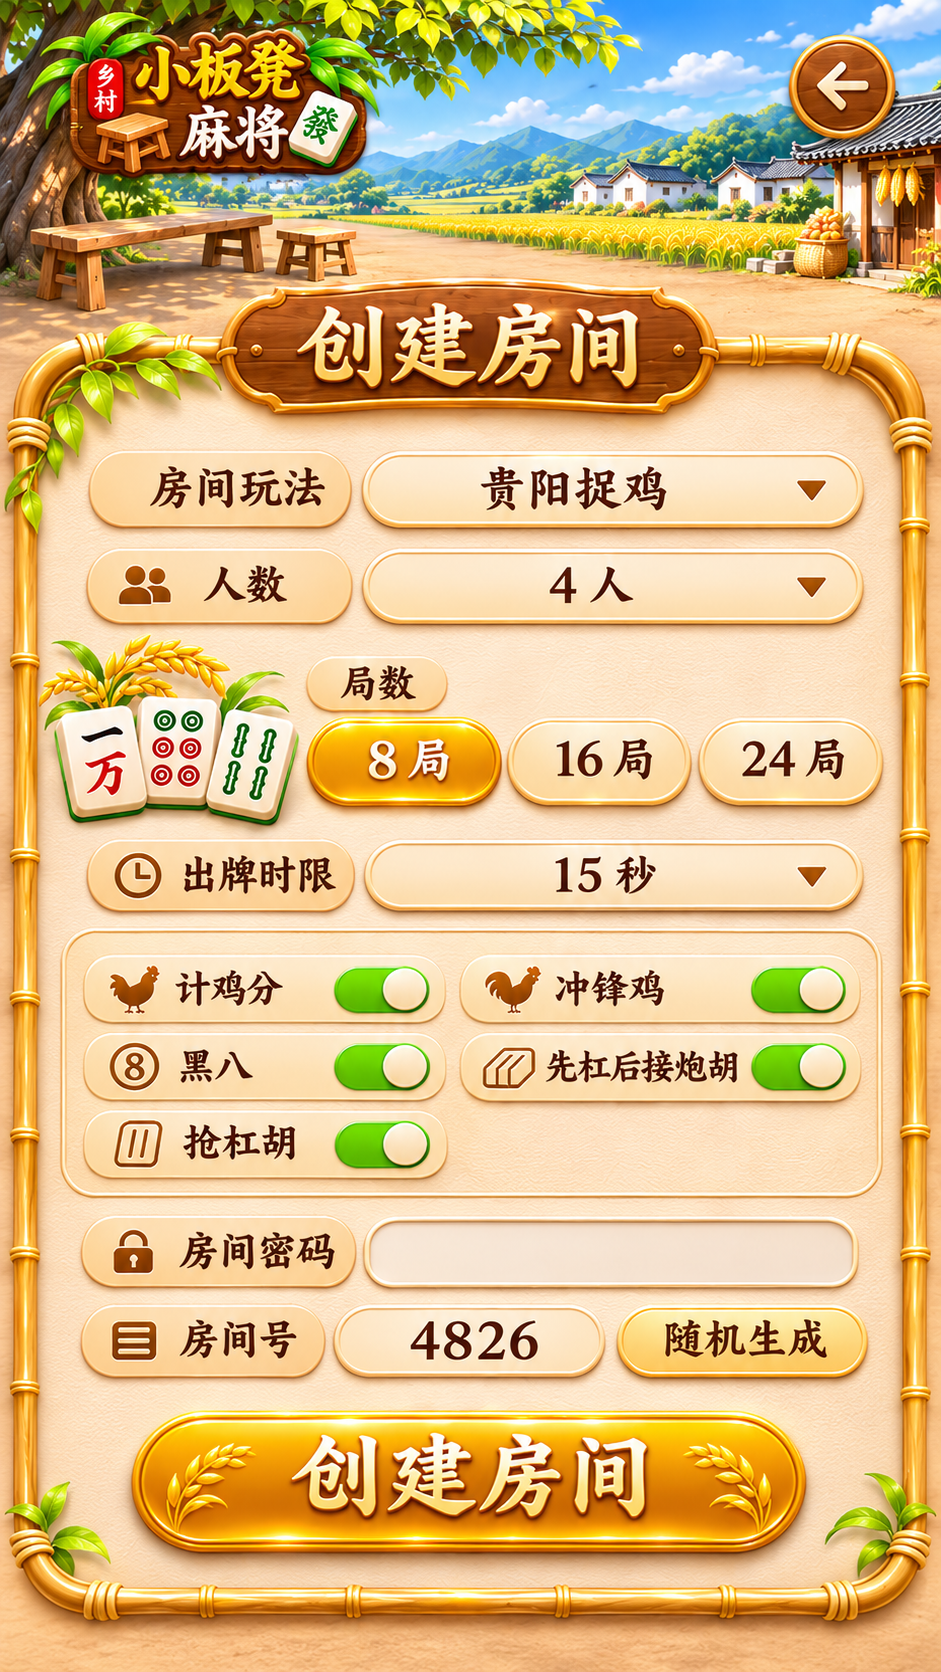 乡村
小板凳
麻将
發
创建房间
房间玩法
贵阳捉鸡
人数
4人
局数
一万
8局
16局
24局
出牌时限
15秒
计鸡分
冲锋鸡
8
黑八
先杠后接炮胡
抢杠胡
房间密码
房间号
4826
随机生成
创建房间